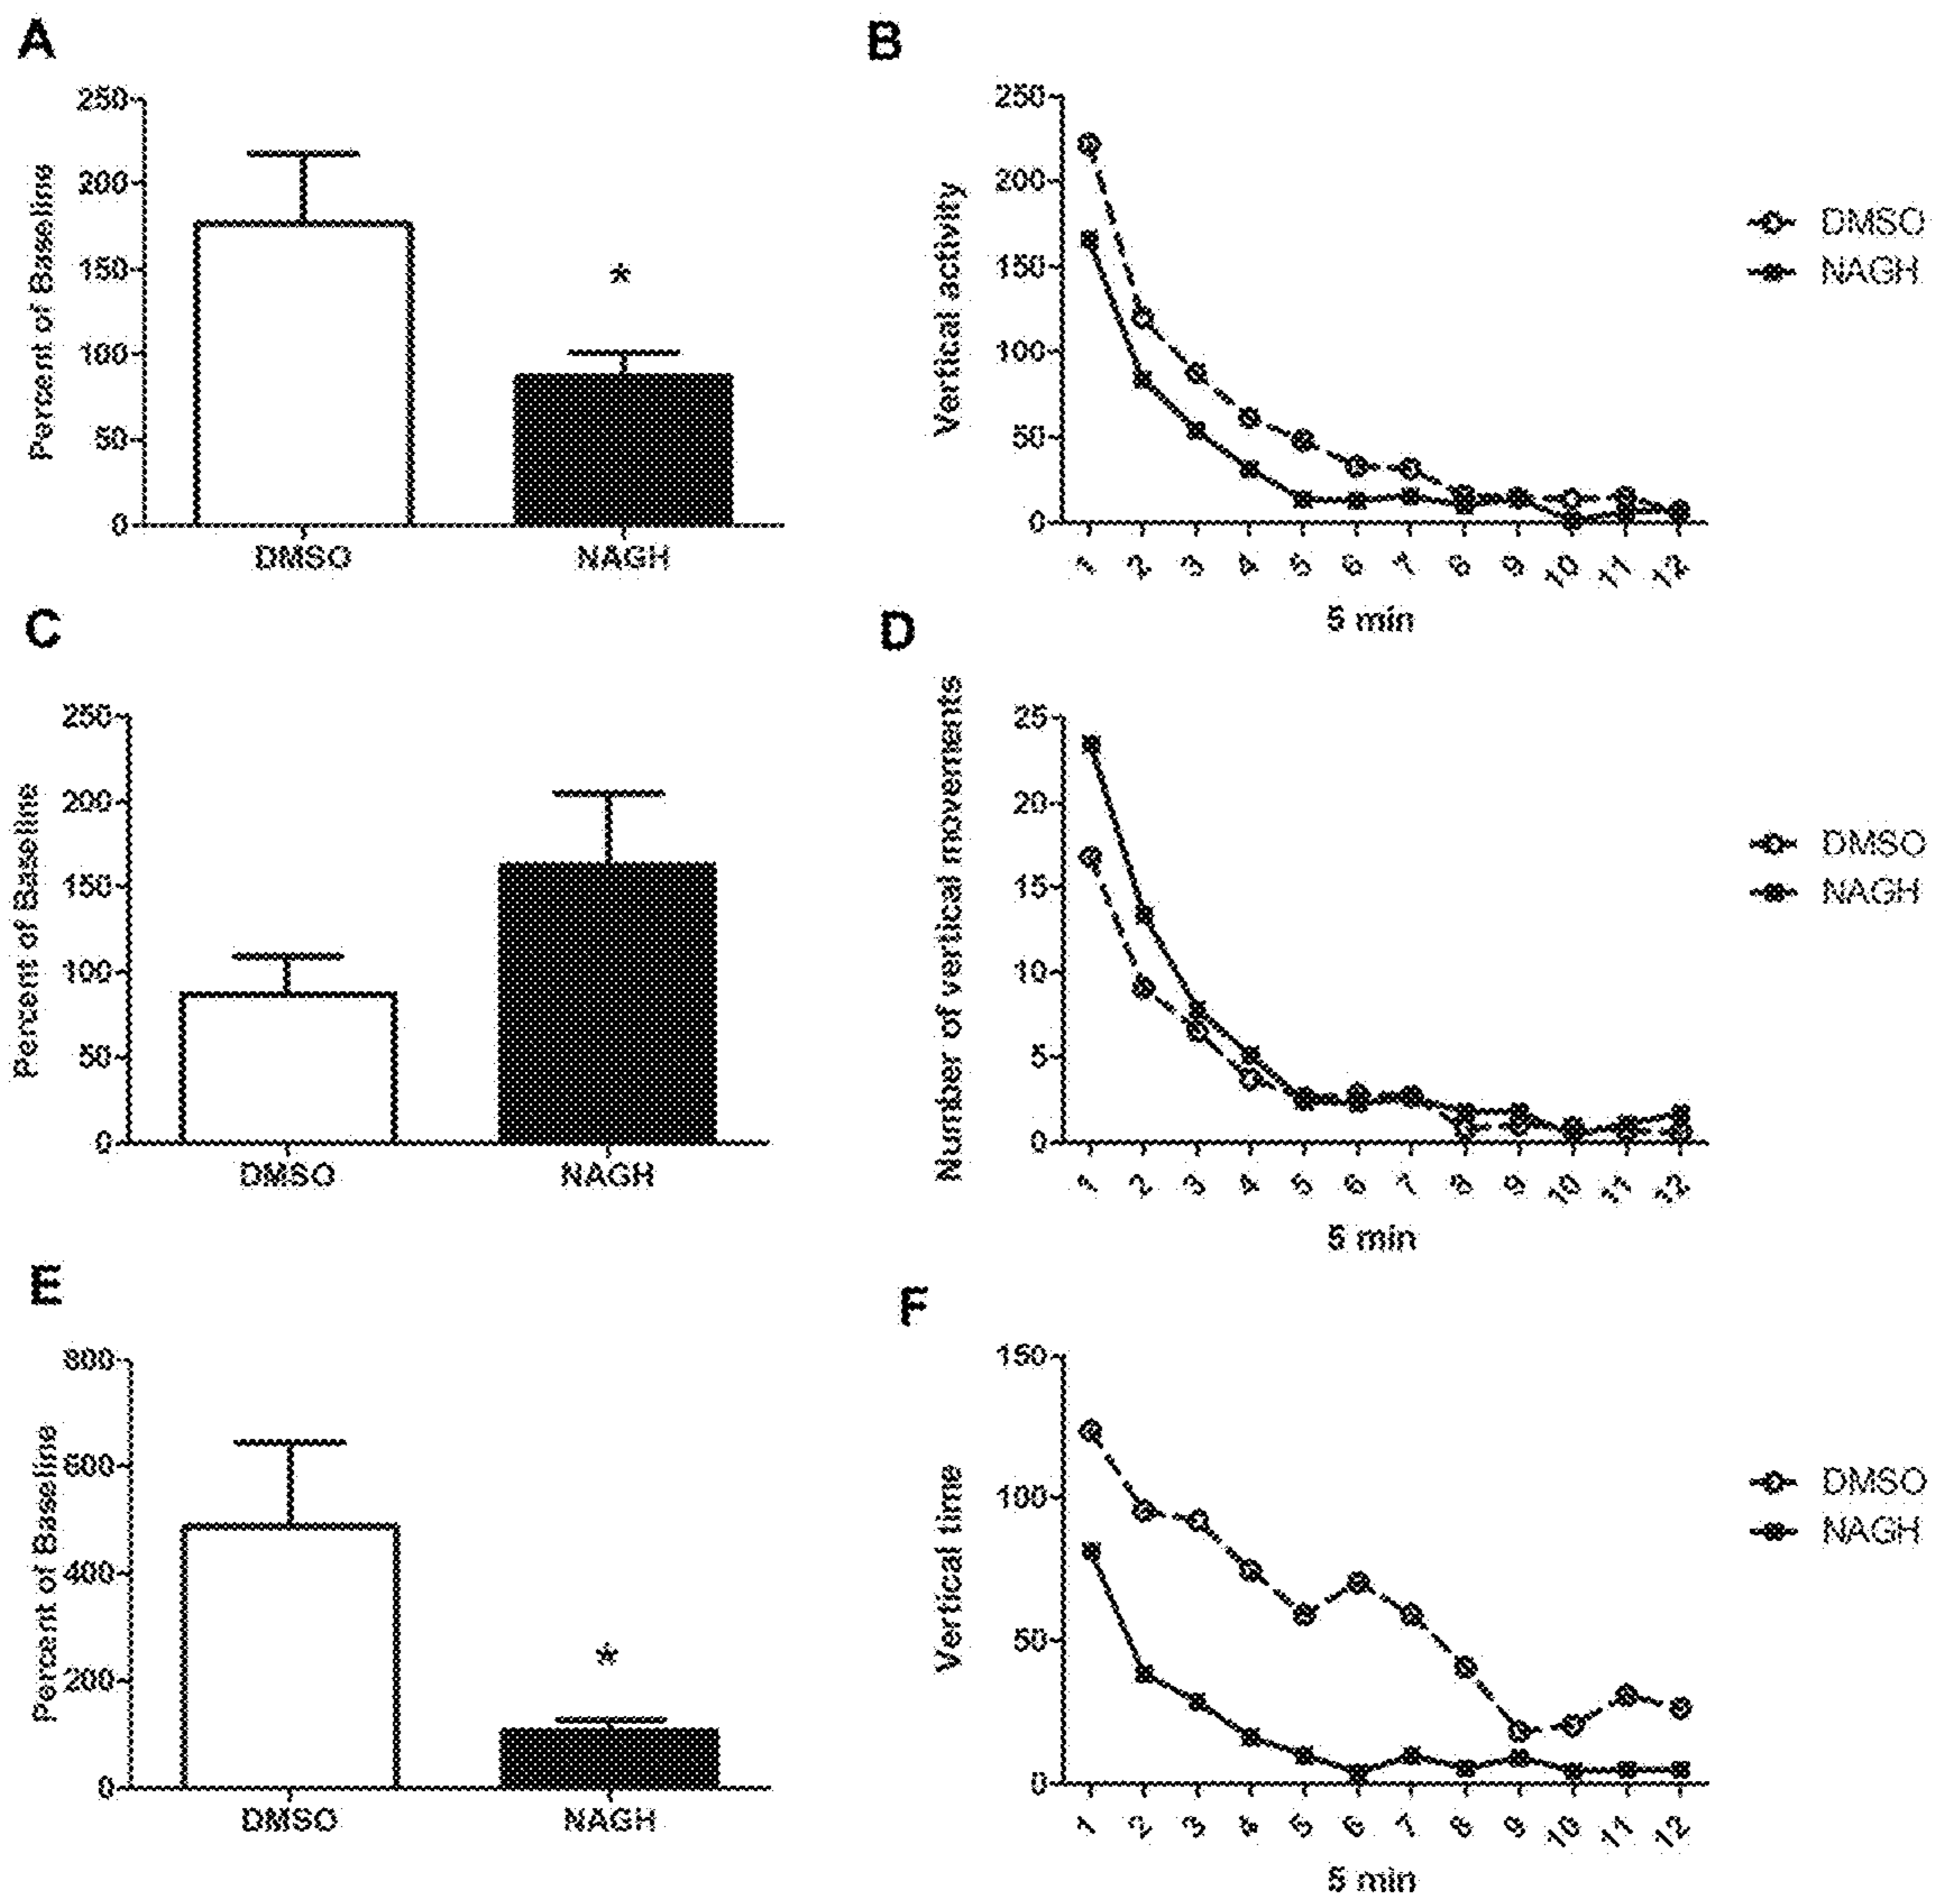 A
250
200
150
100
50
0
Percent of Baseline
DMSO
NAGH
*
B
250
200
150
100
50
0
Vertical activity
1 2 3 4 5 6 7 8 9 10 11 12
5 min
DMSO
NAGH
C
250
200
150
100
50
0
Percent of Baseline
DMSO
NAGH
D
25
20
15
10
5
0
Number of vertical movements
1 2 3 4 5 6 7 8 9 10 11 12
5 min
DMSO
NAGH
E
800
600
400
200
0
Percent of Baseline
DMSO
NAGH
*
F
150
100
50
0
Vertical time
1 2 3 4 5 6 7 8 9 10 11 12
5 min
DMSO
NAGH